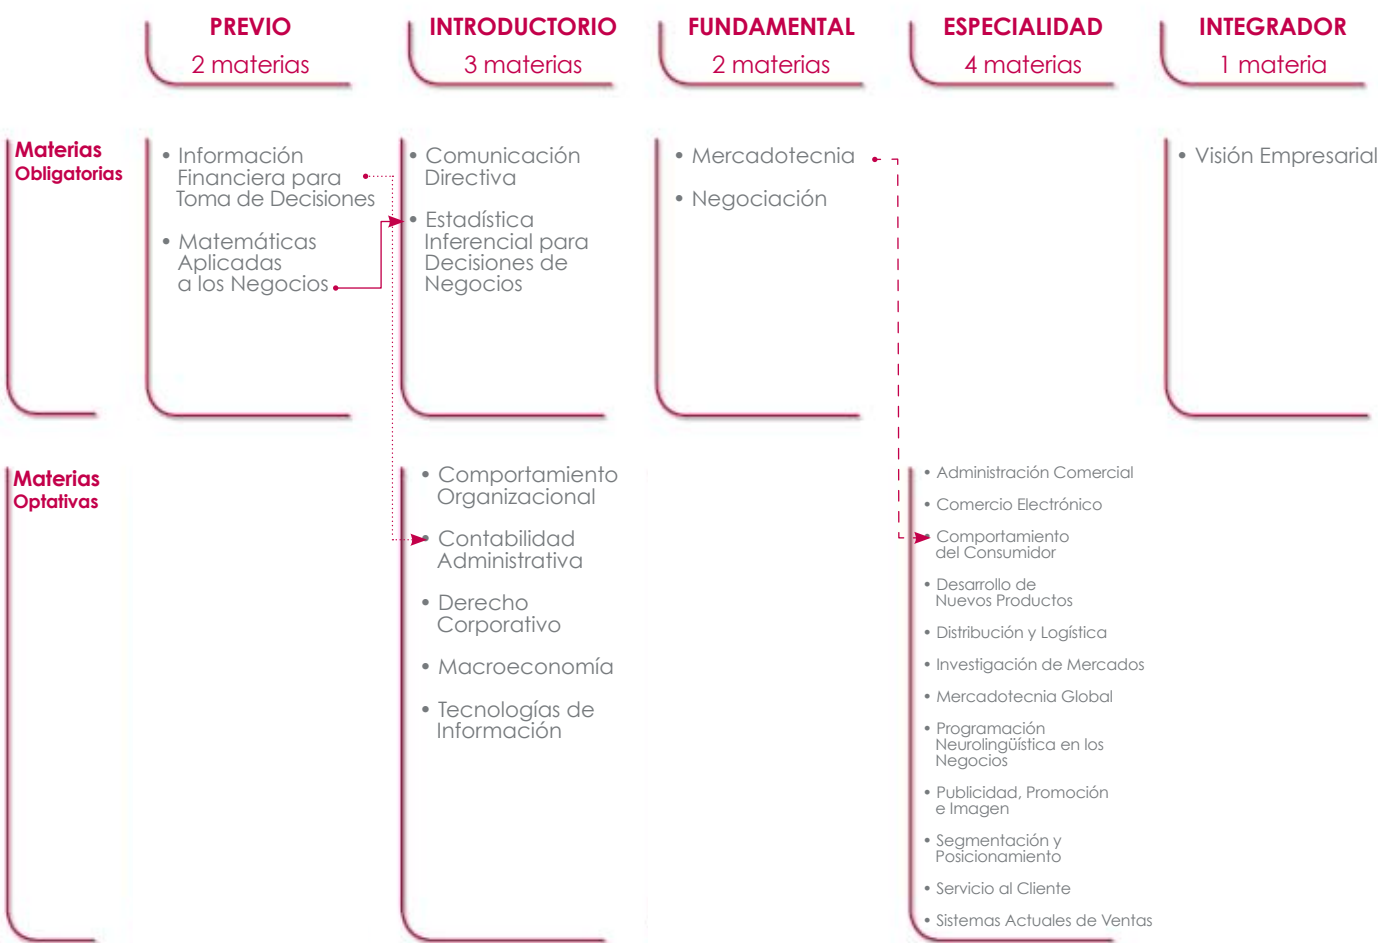 PREVIO
2 materias
INTRODUCTORIO
3 materias
FUNDAMENTAL
2 materias
ESPECIALIDAD
4 materias
INTEGRADOR
1 materia
Materias
Obligatorias
• Información
Financiera para
Toma de Decisiones
• Matemáticas
Aplicadas
a los Negocios
• Comunicación
Directiva
• Estadística
Inferencial para
Decisiones de
Negocios
• Mercadotecnia
• Negociación
• Visión Empresarial
Materias
Optativas
• Comportamiento
Organizacional
• Contabilidad
Administrativa
• Derecho
Corporativo
• Macroeconomía
• Tecnologías de
Información
• Administración Comercial
• Comercio Electrónico
• Comportamiento
del Consumidor
• Desarrollo de
Nuevos Productos
• Distribución y Logística
• Investigación de Mercados
• Mercadotecnia Global
• Programación
Neurolingüística en los
Negocios
• Publicidad, Promoción
e Imagen
• Segmentación y
Posicionamiento
• Servicio al Cliente
• Sistemas Actuales de Ventas